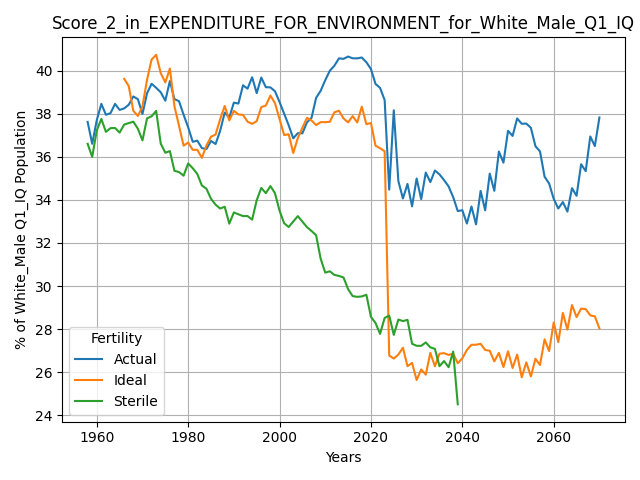 Score_2_in_EXPENDITURE_FOR_ENVIRONMENT_for_White_Male_Q1_IQ
% of White_Male Q1_IQ Population
40
38
36
34
32
30
28
26
24
Fertility
Actual
Ideal
Sterile
1960
1980
2000
2020
2040
2060
Years